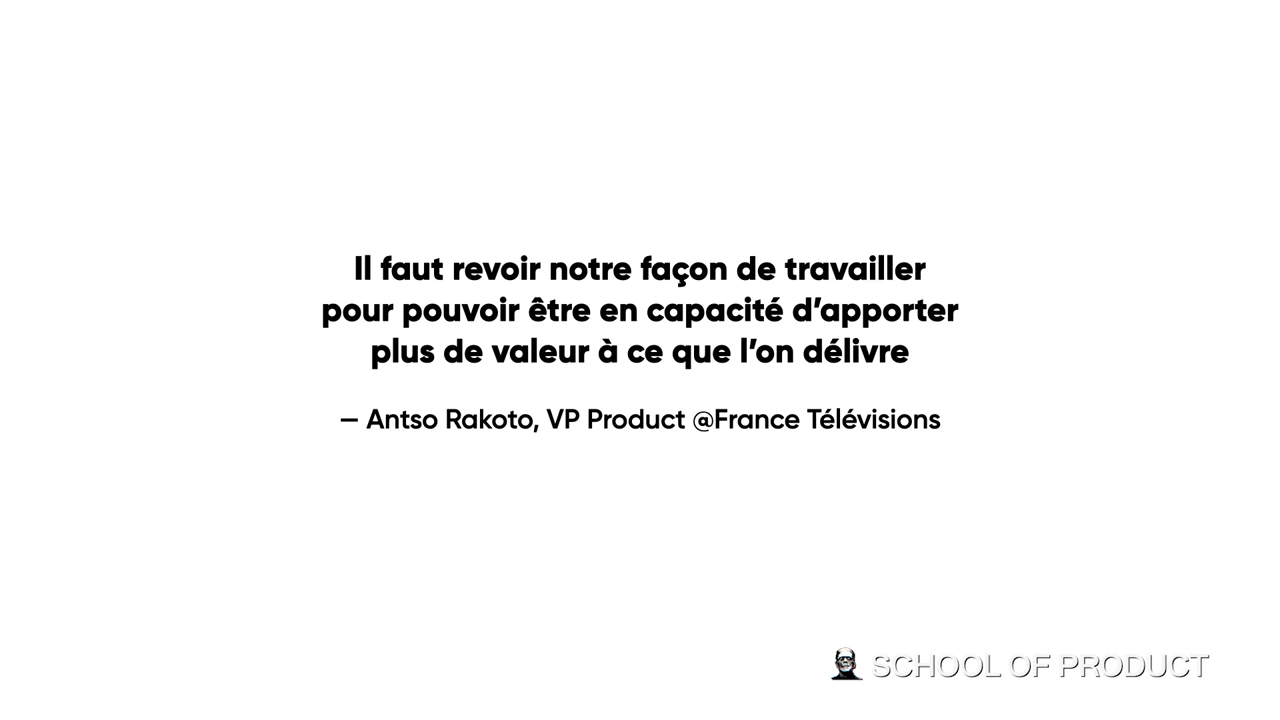 Il faut revoir notre façon de travailler
pour pouvoir être en capacité d’apporter
plus de valeur à ce que l’on délivre
— Antso Rakoto, VP Product @France Télévisions
SCHOOL OF PRODUCT